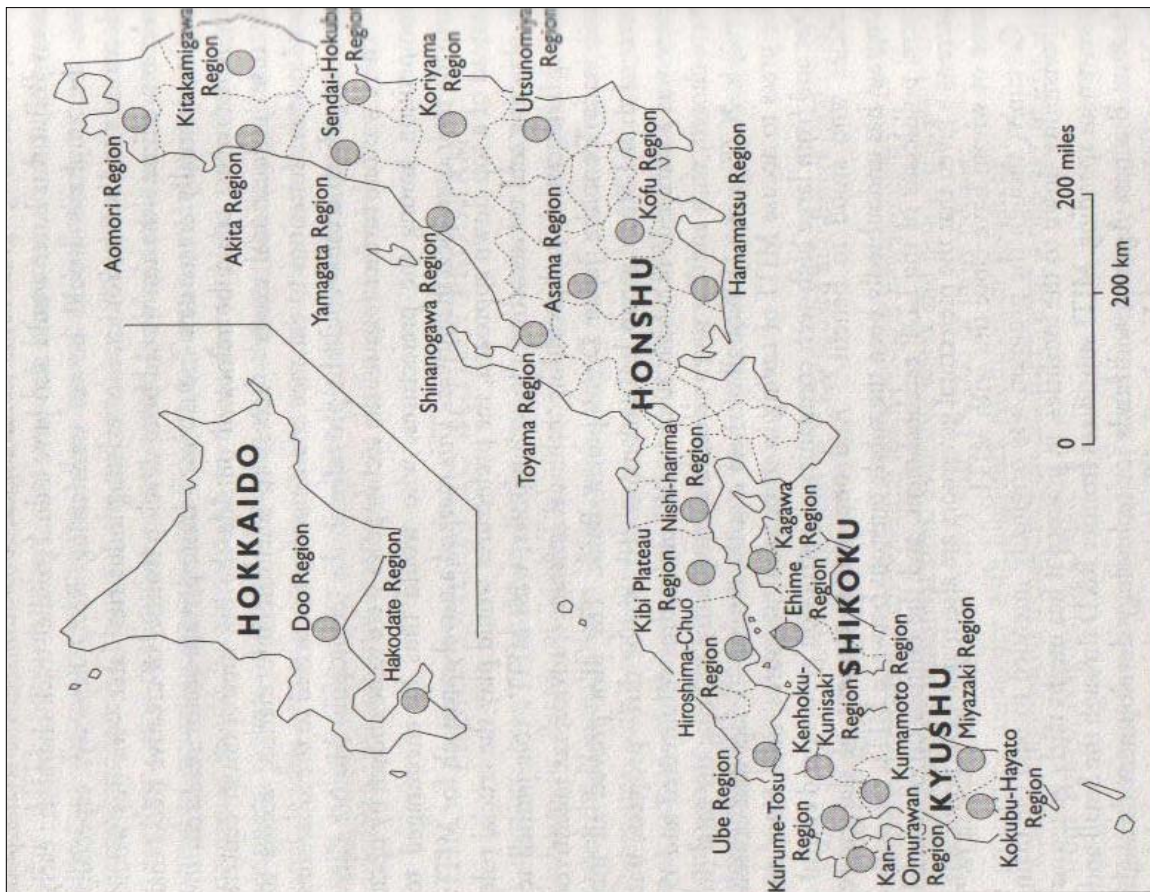 HOKKAIDO
Doo Region
Hakodate Region
Aomori Region
Kitakamigawa
Region
Akita Region
Sendai-Hokubu
Region
Yamagata Region
Koriyama
Region
Shinanogawa Region
Utsunomiya
Region
Toyama Region
Asama Region
Kofu Region
HONSHU
Hamamatsu Region
Nishi-harima
Region
Kibi Plateau
Region
Hiroshima-Chuo
Region
Kagawa
Region
Ehime
Region
SHIKOKU
Ube Region
Kenhoku-
Kunisaki
Region
Kurume-Tosu
Region
Kumamoto Region
Kan-
Omurawan
Region
KYUSHU
Miyazaki Region
Kokubu-Hayato
Region
0
200 km
200 miles